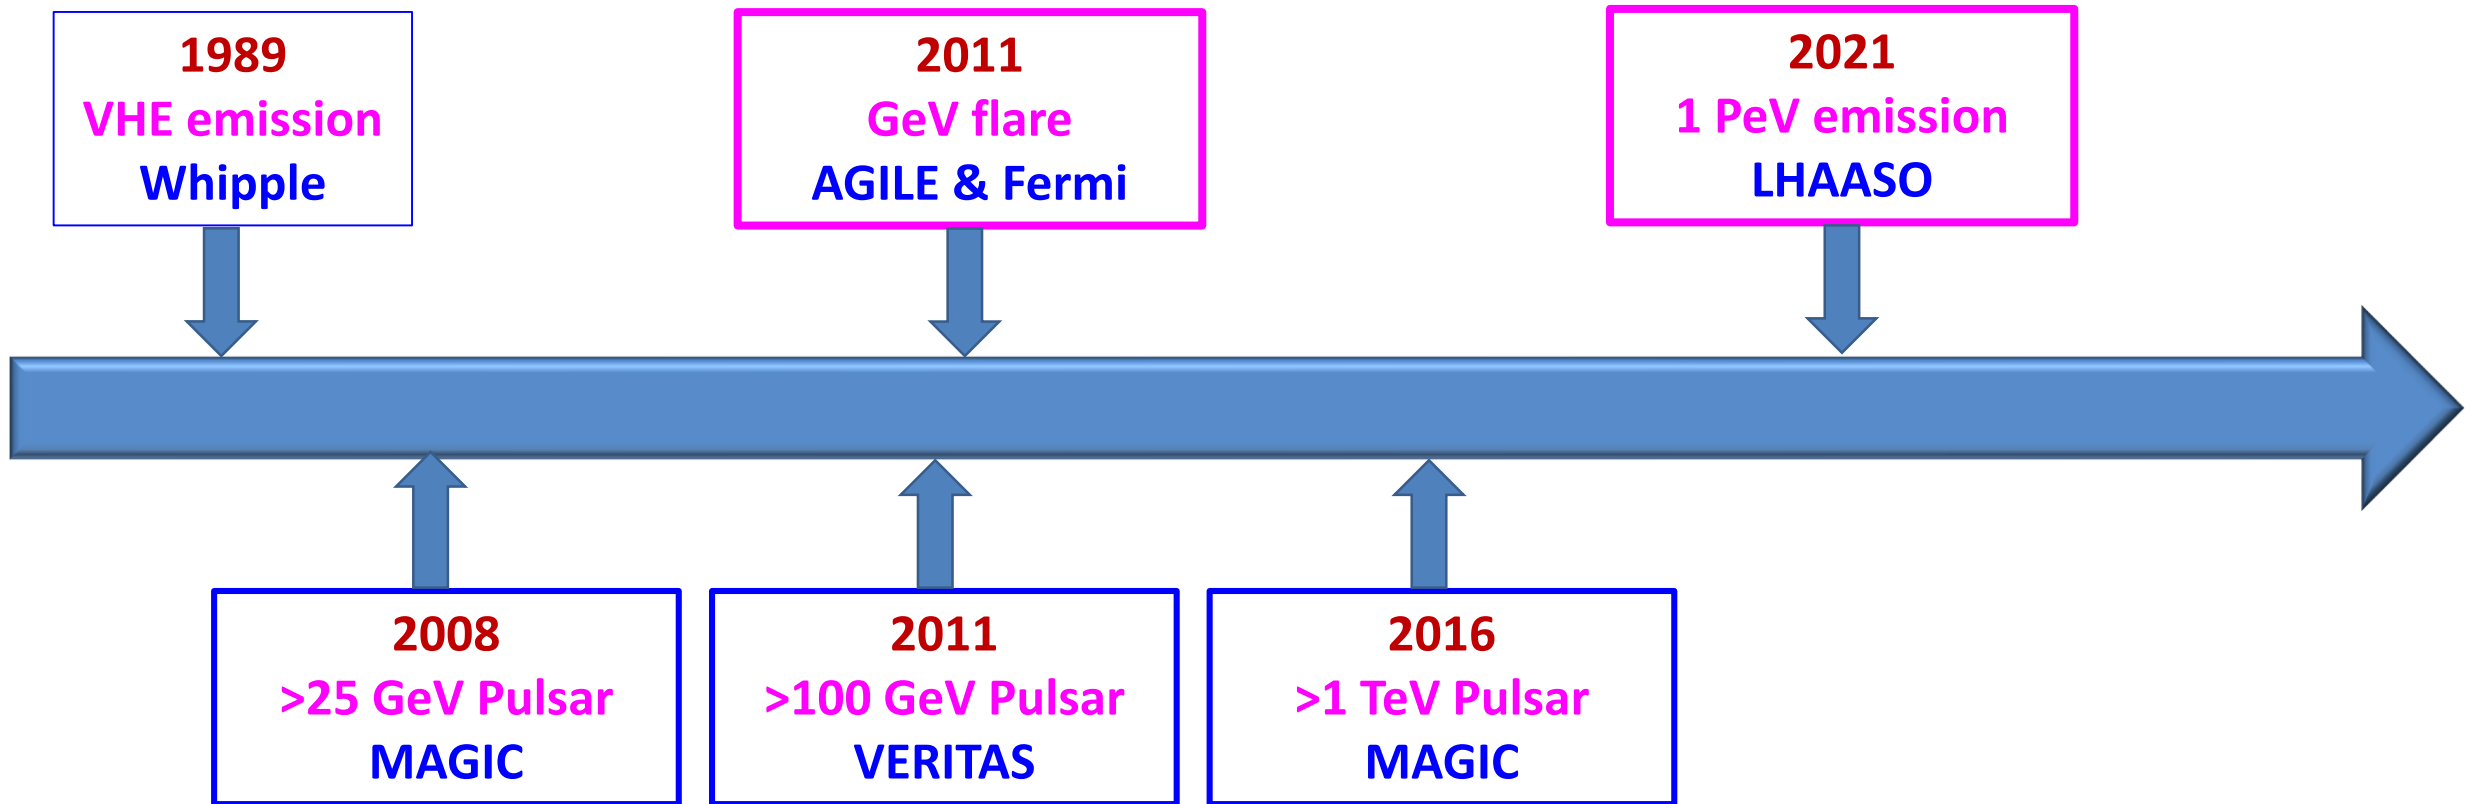 1989
VHE emission
Whipple
2011
GeV flare
AGILE & Fermi
2021
1 PeV emission
LHAASO
2008
>25 GeV Pulsar
MAGIC
2011
>100 GeV Pulsar
VERITAS
2016
>1 TeV Pulsar
MAGIC